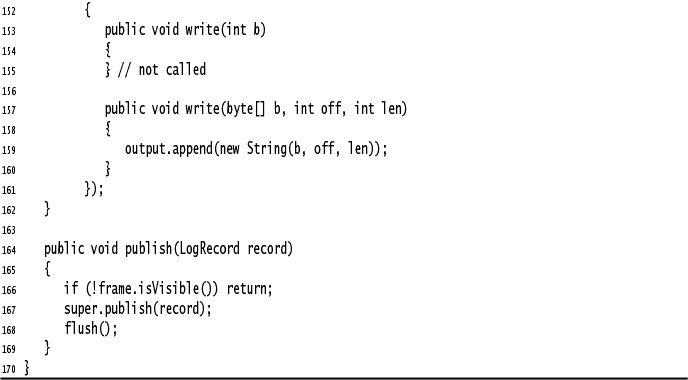 152 {
153 public void write(int b)
154 {
155 } // not called
156
157 public void write(byte[] b, int off, int len)
158 {
159 output.append(new String(b, off, len));
160 }
161 });
162 }
163
164 public void publish(LogRecord record)
165 {
166 if (!frame.isVisible()) return;
167 super.publish(record);
168 flush();
169 }
170 }